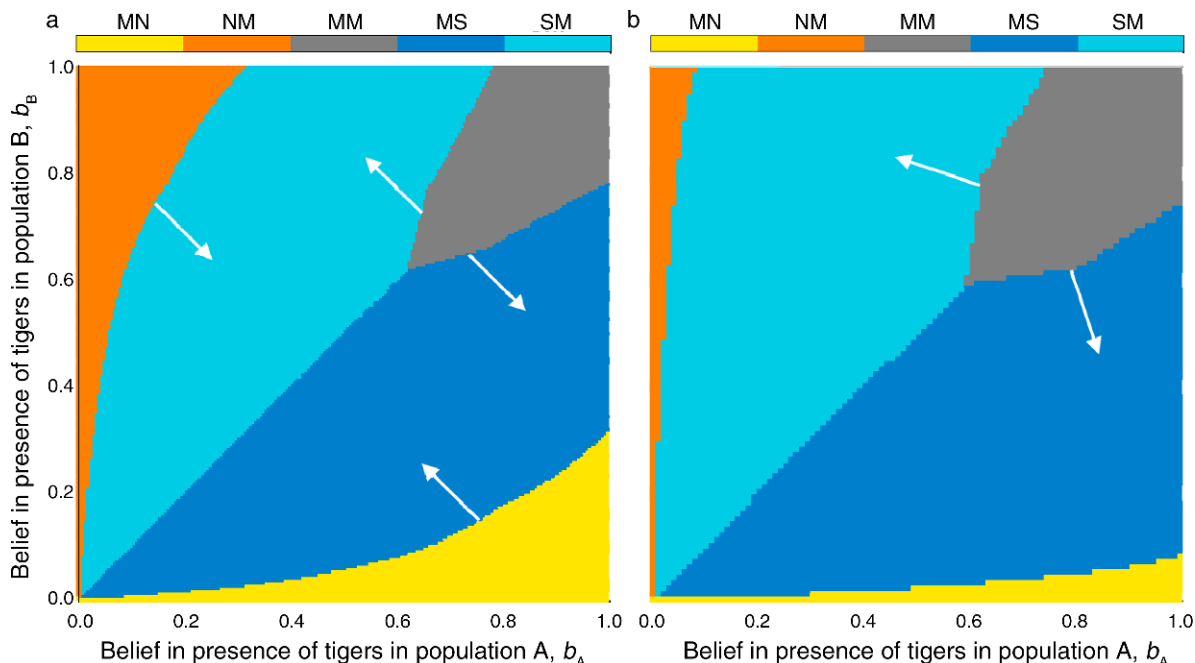 a MN NM MM MS SM
b MN NM MM MS SM
Belief in presence of tigers in population B, bB
1.0
0.8
0.6
0.4
0.2
0.0
0.0 0.2 0.4 0.6 0.8 1.0
0.0 0.2 0.4 0.6 0.8 1.0
Belief in presence of tigers in population A, bA
Belief in presence of tigers in population A, bA